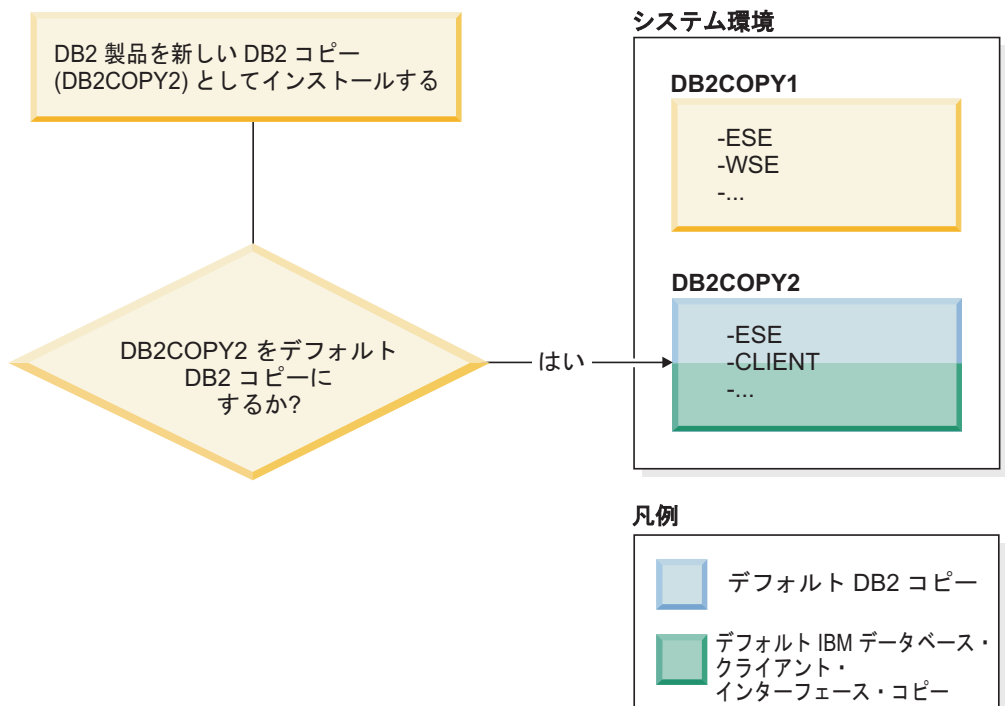 DB2 製品を新しい DB2 コピー
(DB2COPY2) としてインストールする
DB2COPY2 をデフォルト
DB2 コピーに
するか?
はい
システム環境
DB2COPY1
-ESE
-WSE
-...
DB2COPY2
-ESE
-CLIENT
-...
凡例
デフォルト DB2 コピー
デフォルト IBM データベース・
クライアント・
インターフェース・コピー